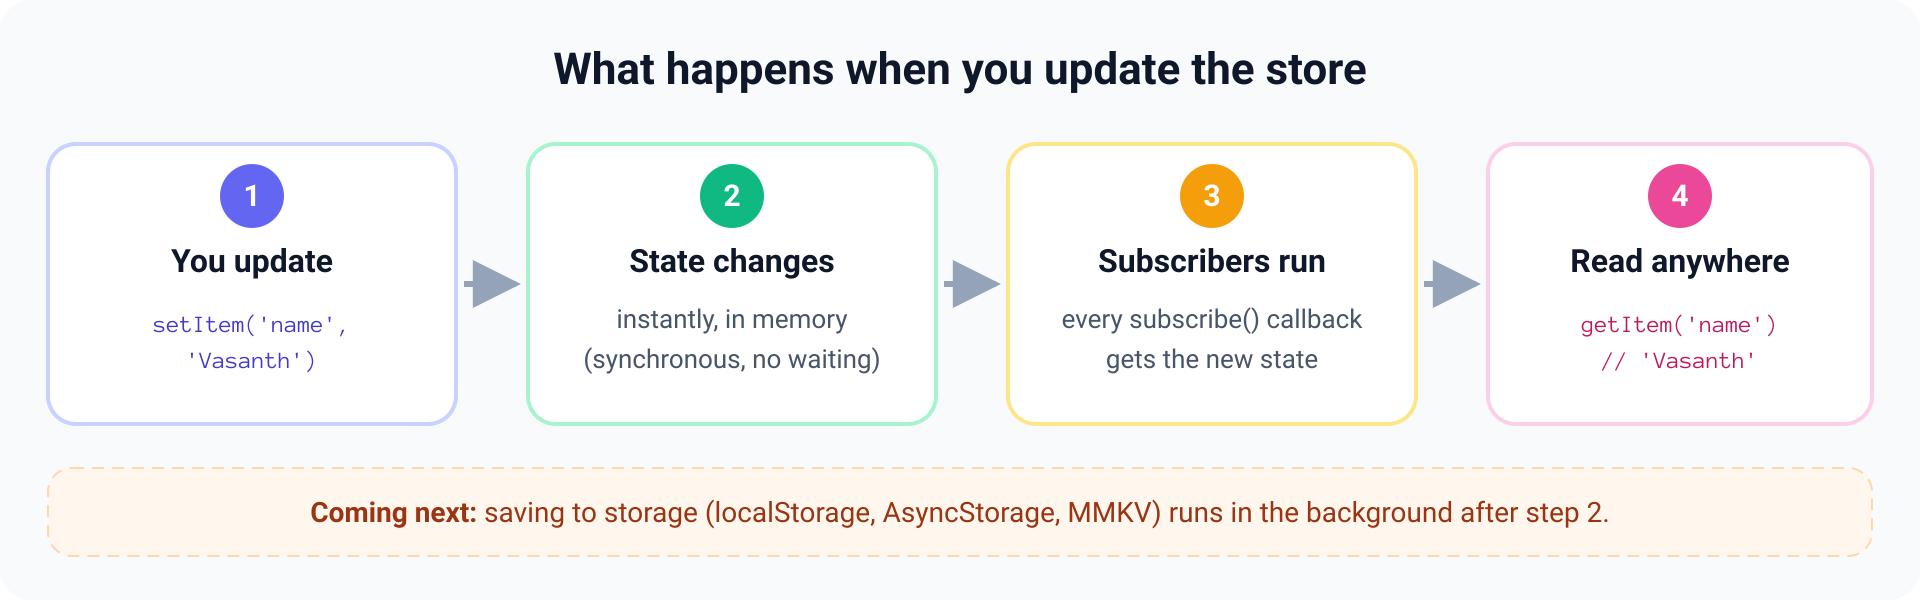 What happens when you update the store
1
You update
setItem('name',
'Vasanth')
2
State changes
instantly, in memory
(synchronous, no waiting)
3
Subscribers run
every subscribe() callback
gets the new state
4
Read anywhere
getItem('name')
// 'Vasanth'
Coming next: saving to storage (localStorage, AsyncStorage, MMKV) runs in the background after step 2.